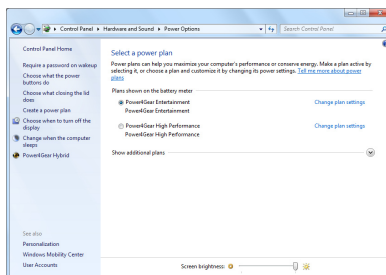 Control Panel ▸ Hardware and Sound ▸ Power Options
Search Control Panel
Control Panel Home
Require a password on wakeup
Choose what the power
buttons do
Choose what closing the lid
does
Create a power plan
Choose when to turn off the
display
Change when the computer
sleeps
Power4Gear Hybrid
See also
Personalization
Windows Mobility Center
User Accounts
Select a power plan
Power plans can help you maximize your computer's performance or conserve energy. Make a plan active by
selecting it, or choose a plan and customize it by changing its power settings. Tell me more about power
plans
Plans shown on the battery meter
Power4Gear Entertainment Change plan settings
Power4Gear Entertainment
Power4Gear High Performance Change plan settings
Power4Gear High Performance
Show additional plans
Screen brightness: